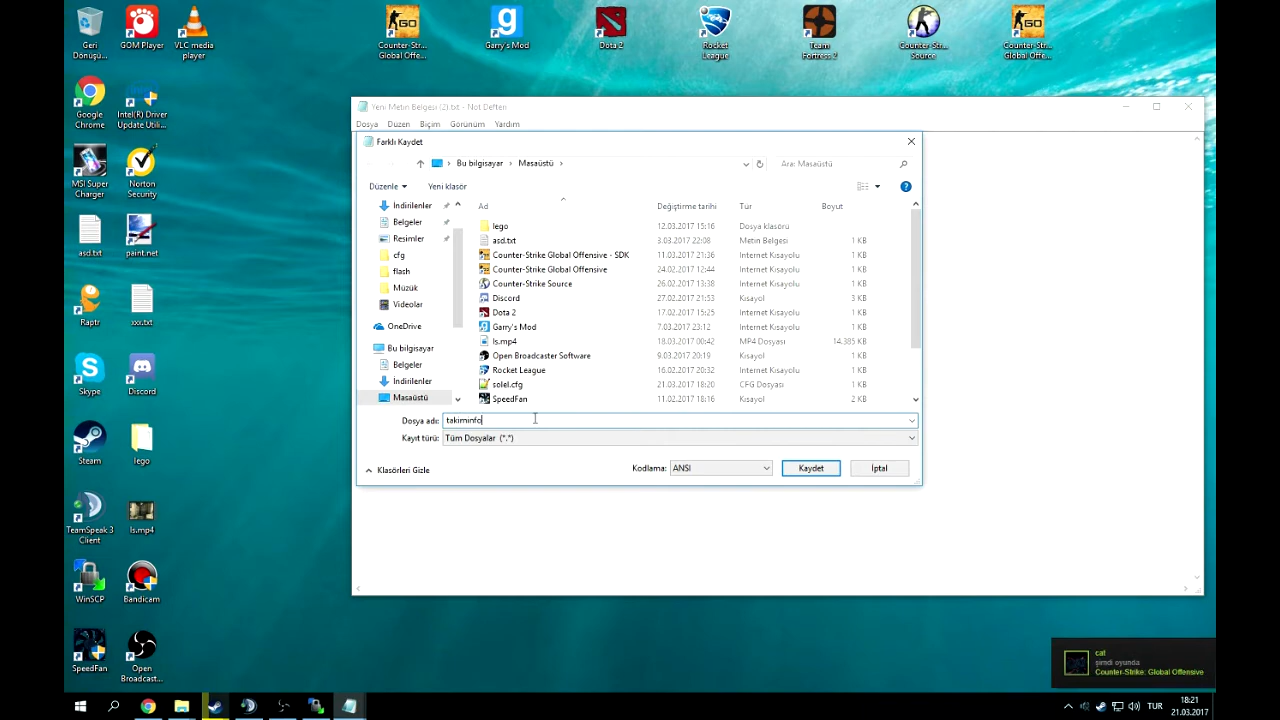 Geri Dönüşü...
GOM Player
VLC media player
Counter-Str... Global Offe...
Garry's Mod
Dota 2
Rocket League
Team Fortress 2
Counter-Str... Source
Counter-Str... Global Offe...
Google Chrome
Intel(R) Driver Update Utili...
MSI Super Charger
Norton Security
asd.txt
paint.net
Raptr
xxx.txt
Skype
Discord
Steam
lego
TeamSpeak 3 Client
ls.mp4
WinSCP
Bandicam
SpeedFan
Open Broadcast...
Yeni Metin Belgesi (2).txt - Not Defteri
Dosya Düzen Biçim Görünüm Yardım
Farklı Kaydet
Bu bilgisayar > Masaüstü >
Ara: Masaüstü
Düzenle Yeni klasör
İndirilenler
Belgeler
Resimler
cfg
flash
Müzik
Videolar
OneDrive
Bu bilgisayar
Belgeler
İndirilenler
Masaüstü
Ad Değiştirme tarihi Tür Boyut
lego 12.03.2017 15:16 Dosya klasörü
asd.txt 3.03.2017 22:08 Metin Belgesi 1 KB
Counter-Strike Global Offensive - SDK 11.03.2017 21:36 Internet Kısayolu 1 KB
Counter-Strike Global Offensive 24.02.2017 12:44 Internet Kısayolu 1 KB
Counter-Strike Source 26.02.2017 13:38 Internet Kısayolu 1 KB
Discord 27.02.2017 21:53 Kısayol 3 KB
Dota 2 17.02.2017 15:25 Internet Kısayolu 1 KB
Garry's Mod 7.03.2017 23:12 Internet Kısayolu 1 KB
ls.mp4 18.03.2017 00:42 MP4 Dosyası 14.385 KB
Open Broadcaster Software 9.03.2017 20:19 Kısayol 1 KB
Rocket League 16.02.2017 20:32 Internet Kısayolu 1 KB
solel.cfg 21.03.2017 18:20 CFG Dosyası 1 KB
SpeedFan 11.02.2017 18:16 Kısayol 2 KB
Dosya adı: takiminfo
Kayıt türü: Tüm Dosyalar (*.*)
Klasörleri Gizle Kodlama: ANSI Kaydet İptal
cat
şimdi oyunda
Counter-Strike: Global Offensive
TUR
18:21
21.03.2017